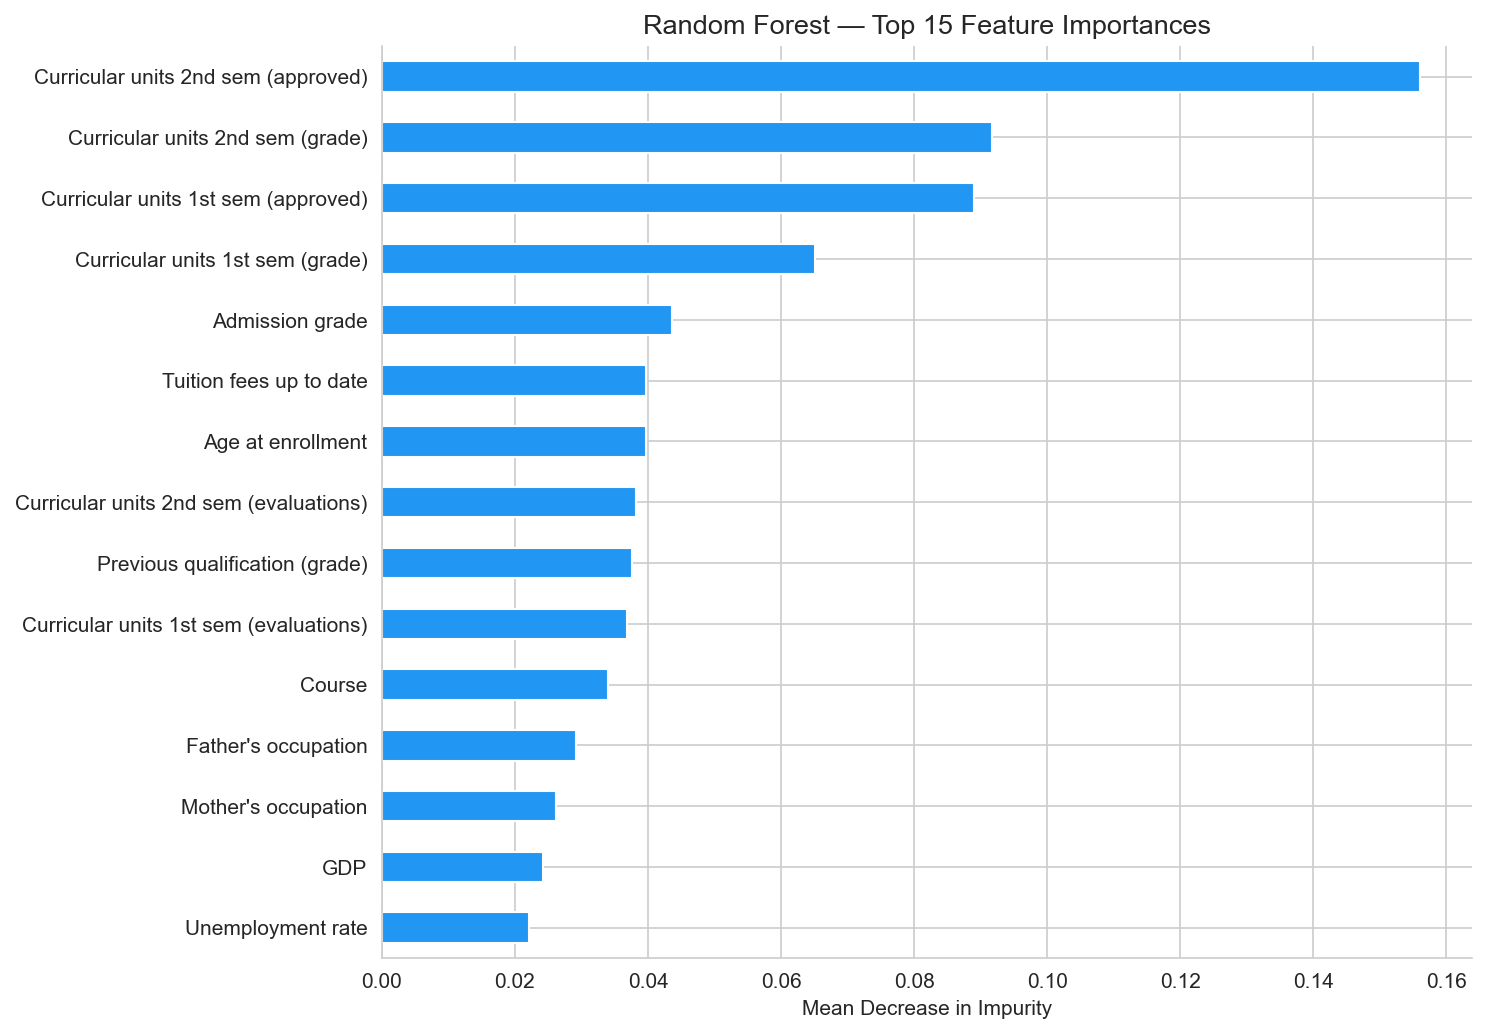 Random Forest — Top 15 Feature Importances
Curricular units 2nd sem (approved)
Curricular units 2nd sem (grade)
Curricular units 1st sem (approved)
Curricular units 1st sem (grade)
Admission grade
Tuition fees up to date
Age at enrollment
Curricular units 2nd sem (evaluations)
Previous qualification (grade)
Curricular units 1st sem (evaluations)
Course
Father's occupation
Mother's occupation
GDP
Unemployment rate
0.00 0.02 0.04 0.06 0.08 0.10 0.12 0.14 0.16
Mean Decrease in Impurity